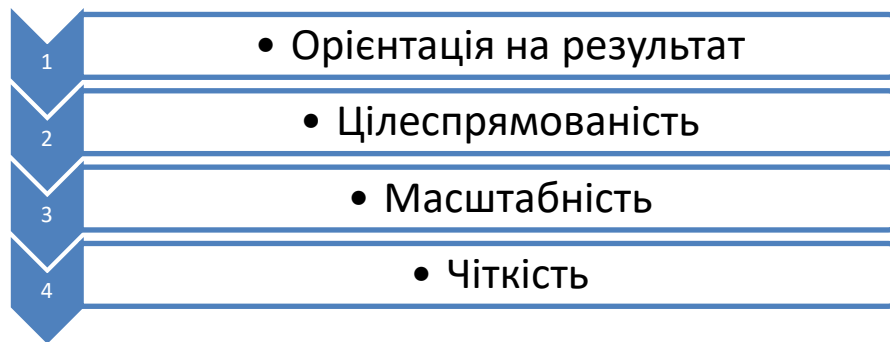 1 • Орієнтація на результат
2 • Цілеспрямованість
3 • Масштабність
4 • Чіткість